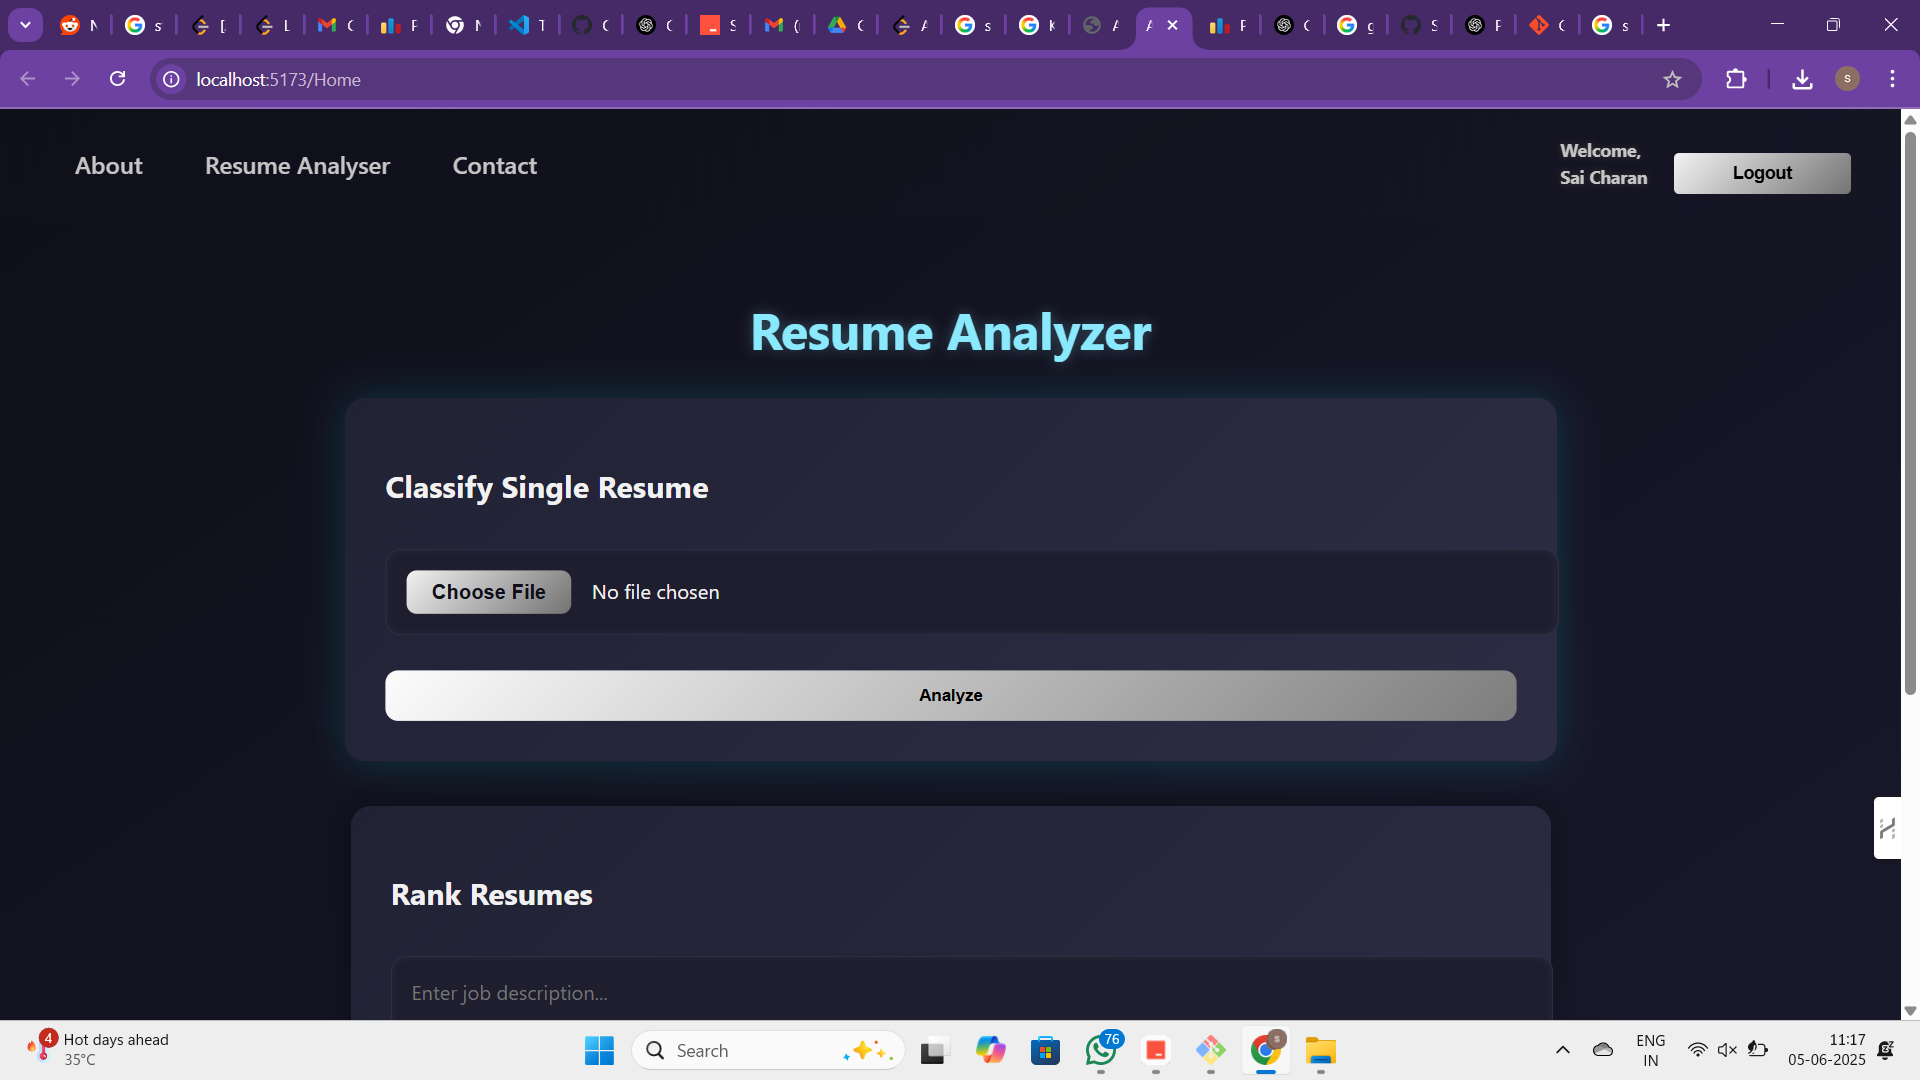 localhost:5173/Home
About
Resume Analyser
Contact
Welcome,
Sai Charan
Logout
Resume Analyzer
Classify Single Resume
Choose File
No file chosen
Analyze
Rank Resumes
Enter job description...
4
Hot days ahead
35°C
Search
76
ENG
IN
11:17
05-06-2025